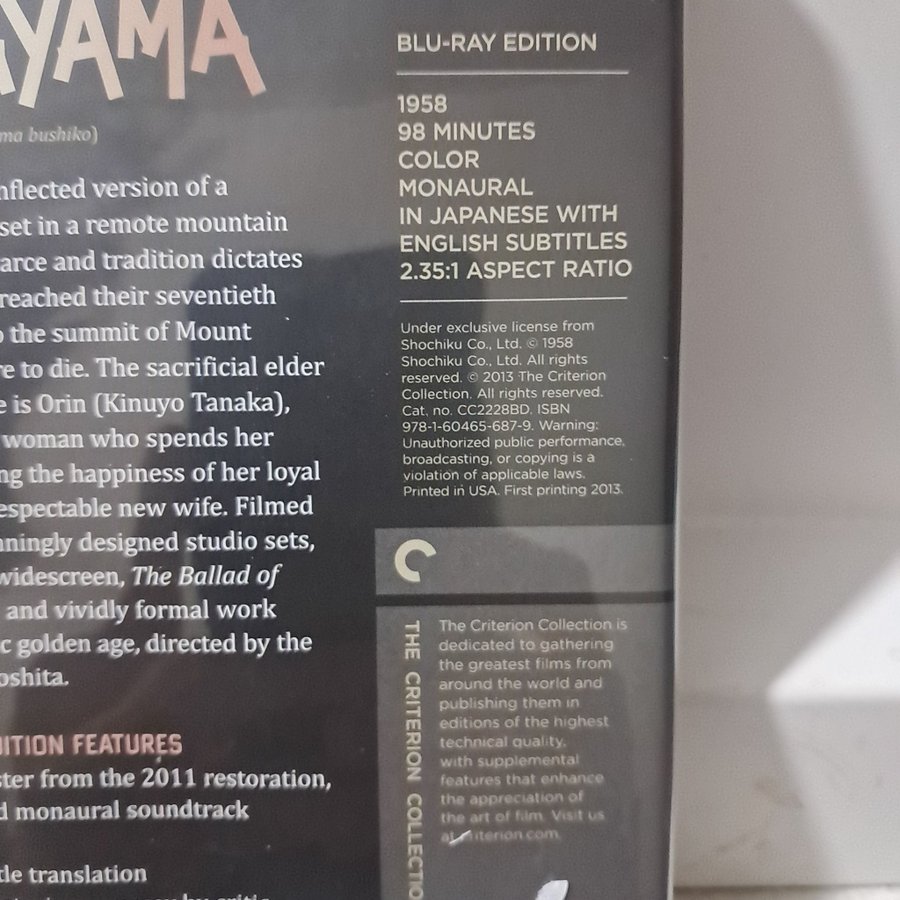 AYAMA
ma bushiko)
nflected version of a
set in a remote mountain
arce and tradition dictates
reached their seventieth
o the summit of Mount
re to die. The sacrificial elder
e is Orin (Kinuyo Tanaka),
woman who spends her
ng the happiness of her loyal
espectable new wife. Filmed
nningly designed studio sets,
widescreen, The Ballad of
and vividly formal work
c golden age, directed by the
oshita.
DITION FEATURES
ster from the 2011 restoration,
d monaural soundtrack
tle translation
BLU-RAY EDITION
1958
98 MINUTES
COLOR
MONAURAL
IN JAPANESE WITH
ENGLISH SUBTITLES
2.35:1 ASPECT RATIO
Under exclusive license from
Shochiku Co., Ltd. © 1958
Shochiku Co., Ltd. All rights
reserved. © 2013 The Criterion
Collection. All rights reserved.
Cat. no. CC2228BD. ISBN
978-1-60465-687-9. Warning:
Unauthorized public performance,
broadcasting, or copying is a
violation of applicable laws.
Printed in USA. First printing 2013.
THE CRITERION COLLECTIO
The Criterion Collection is
dedicated to gathering
the greatest films from
around the world and
publishing them in
editions of the highest
technical quality,
with supplemental
features that enhance
the appreciation of
the art of film. Visit us
at iterion.com.